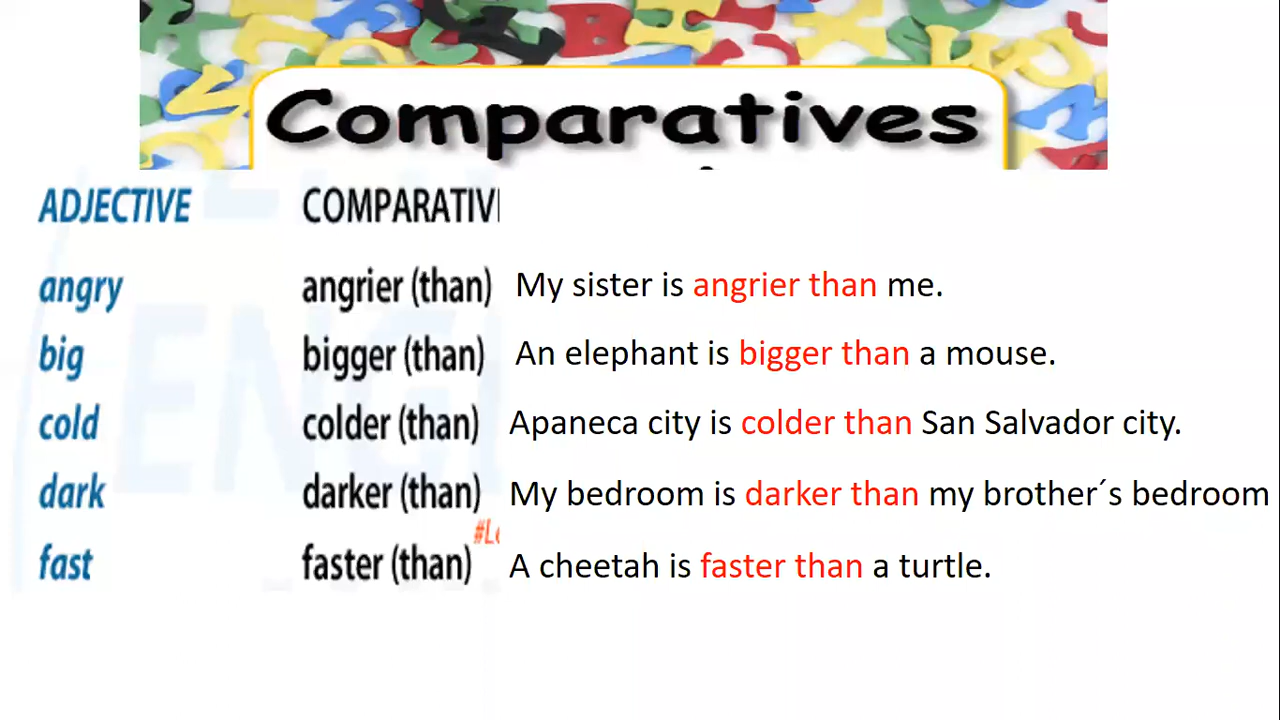 Comparatives
ADJECTIVE COMPARATIV
angry angrier (than) My sister is angrier than me.
big bigger (than) An elephant is bigger than a mouse.
cold colder (than) Apaneca city is colder than San Salvador city.
dark darker (than) My bedroom is darker than my brother´s bedroom
#Le
fast faster (than) A cheetah is faster than a turtle.